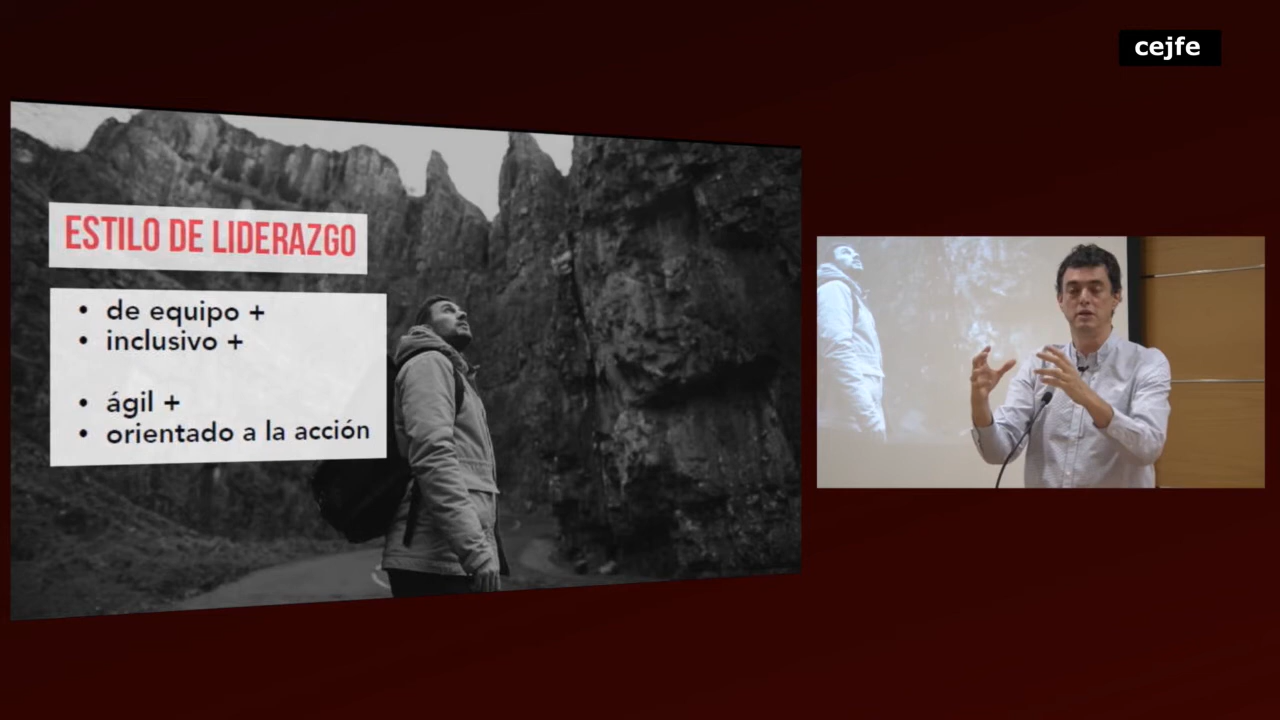 cejfe
ESTILO DE LIDERAZGO
• de equipo +
• inclusivo +
• ágil +
• orientado a la acción